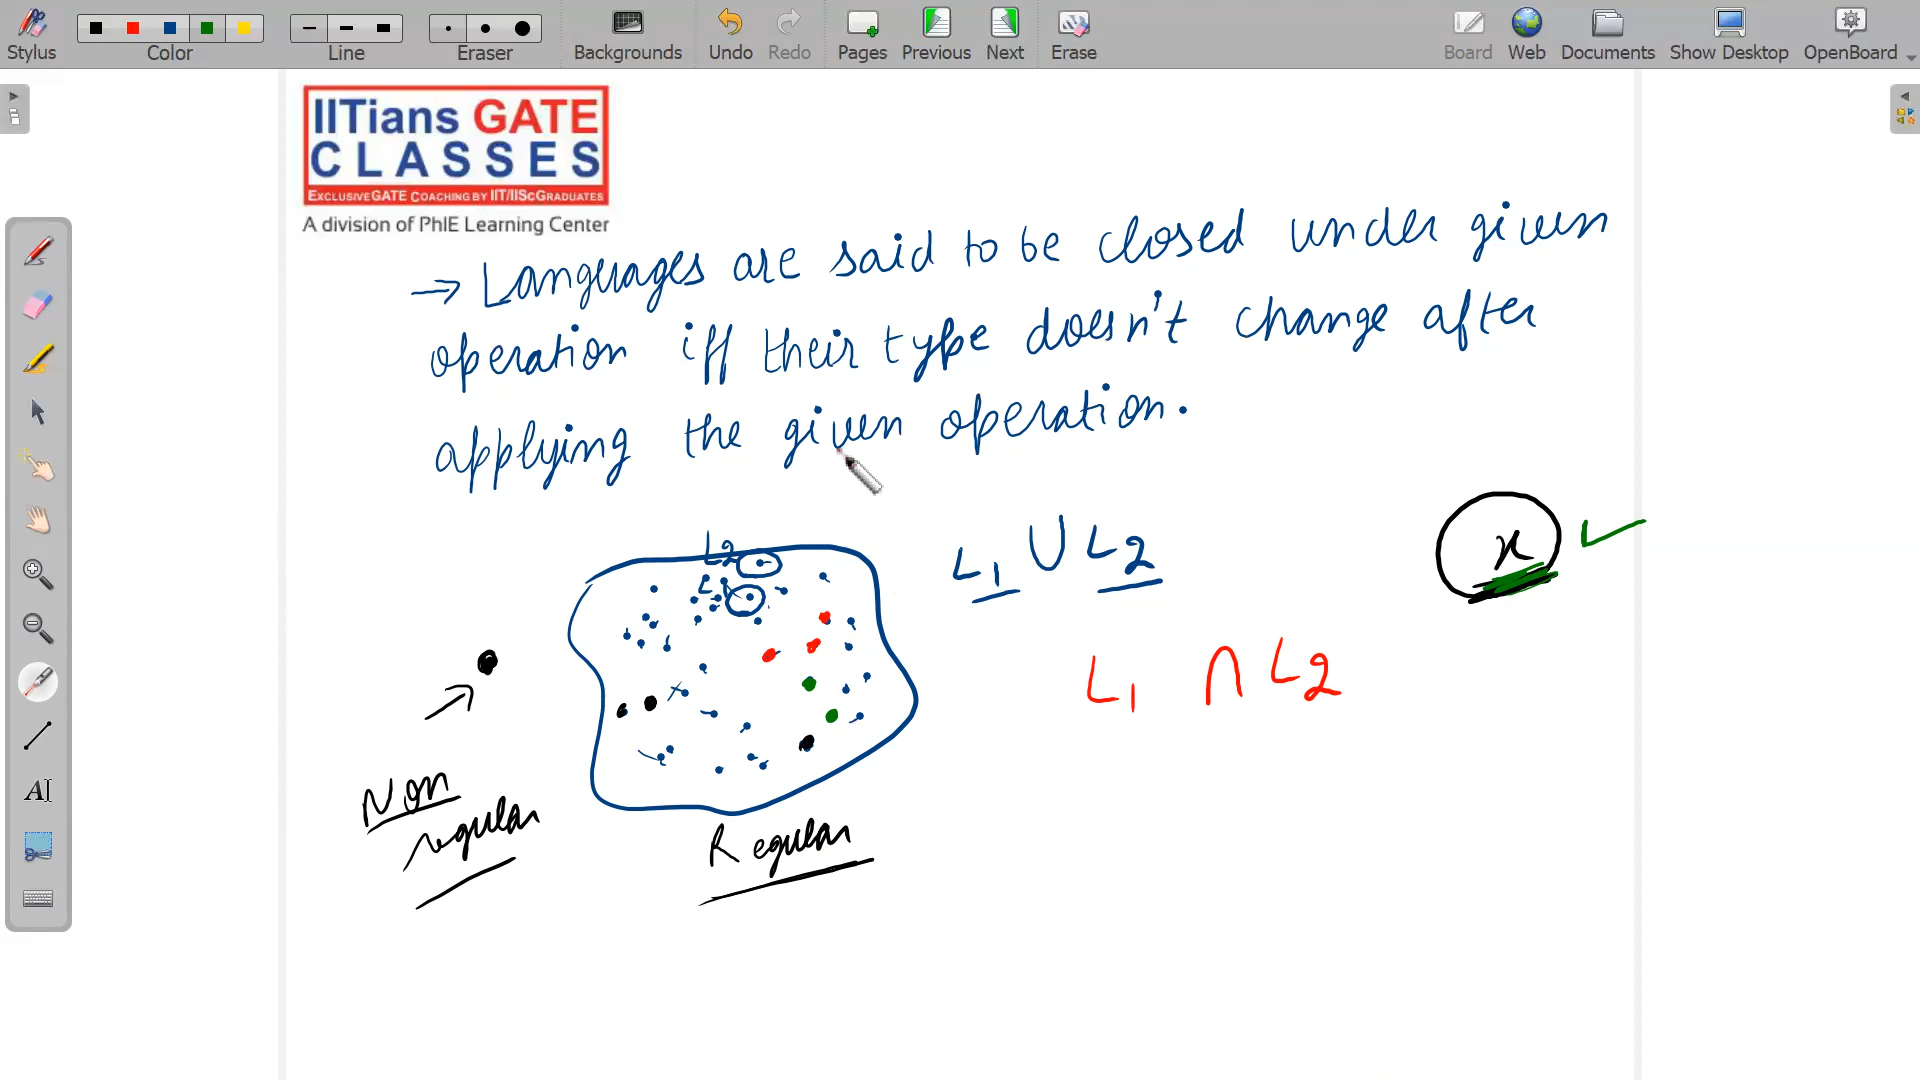 Stylus
Color
Line
Eraser
Backgrounds
Undo
Redo
Pages
Previous
Next
Erase
Board
Web
Documents
Show Desktop
OpenBoard
IITians GATE
CLASSES
EXCLUSIVE GATE COACHING BY IIT/IISc GRADUATES
A division of PhIE Learning Center
→ Languages are said to be closed under given
operation iff their type doesn't change after
applying the given operation.
L2
L1
L1 ∪ L2
x
L1 ∩ L2
Non
regular
Regular
AI